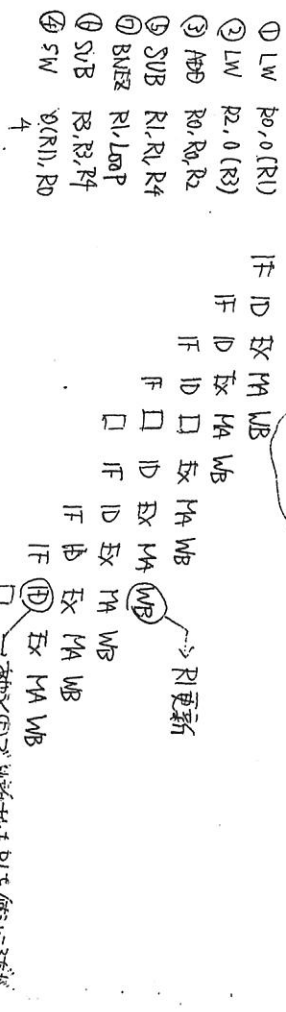 ① LW R0, 0(R1) IF ID EX MA WB
② LW R2, 0(R3) IF ID EX MA WB
③ ADD R0, R0, R2 IF ID □ EX MA WB
⑤ SUB R1, R1, R4 IF □ ID EX MA WB → R1更新
⑦ BNEZ R1, LOOP □ IF ID EX MA WB
⑥ SUB R3, R3, R4 IF ID EX MA WB
④ SW 0(R1), R0 IF ID EX MA WB
4 □